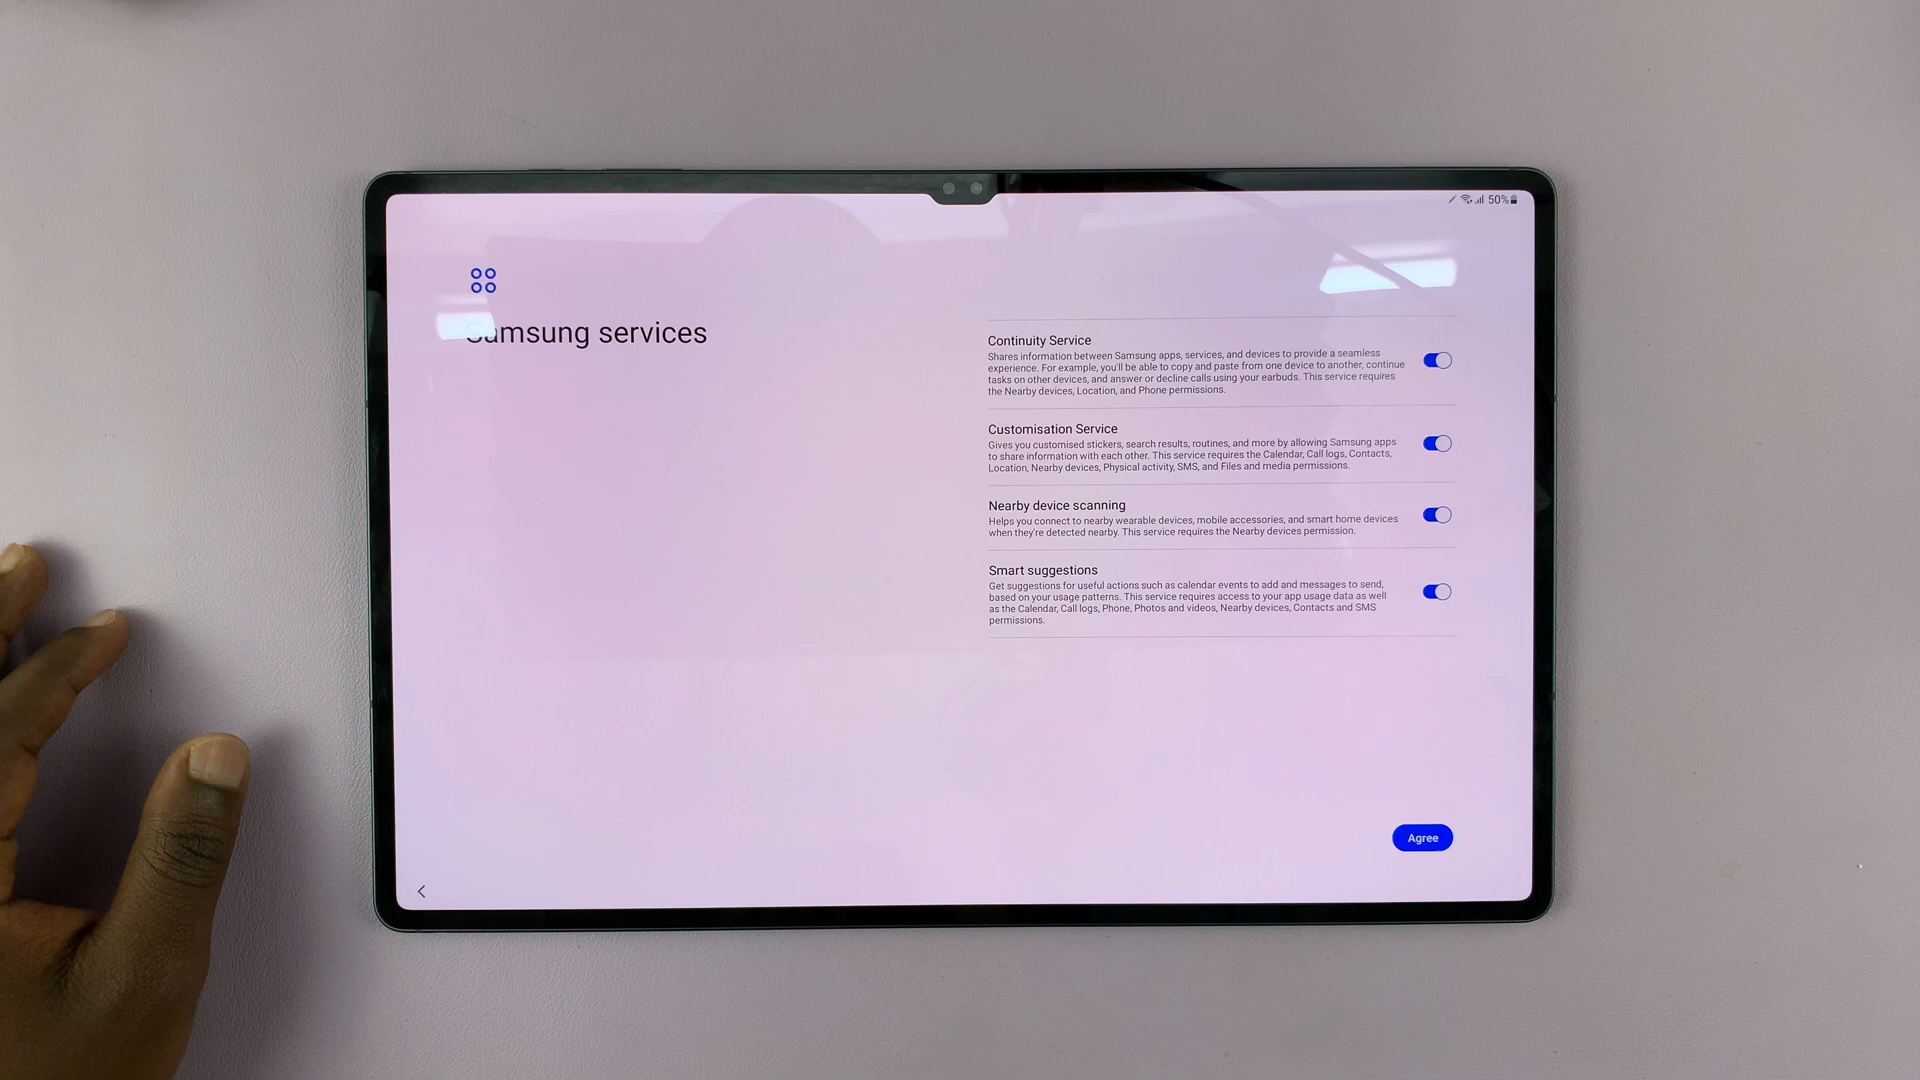 50%
Samsung services
Continuity Service
Shares information between Samsung apps, services, and devices to provide a seamless
experience. For example, you'll be able to copy and paste from one device to another, continue
tasks on other devices, and answer or decline calls using your earbuds. This service requires
the Nearby devices, Location, and Phone permissions.
Customisation Service
Gives you customised stickers, search results, routines, and more by allowing Samsung apps
to share information with each other. This service requires the Calendar, Call logs, Contacts,
Location, Nearby devices, Physical activity, SMS, and Files and media permissions.
Nearby device scanning
Helps you connect to nearby wearable devices, mobile accessories, and smart home devices
when they're detected nearby. This service requires the Nearby devices permission.
Smart suggestions
Get suggestions for useful actions such as calendar events to add and messages to send,
based on your usage patterns. This service requires access to your app usage data as well
as the Calendar, Call logs, Phone, Photos and videos, Nearby devices, Contacts and SMS
permissions.
Agree